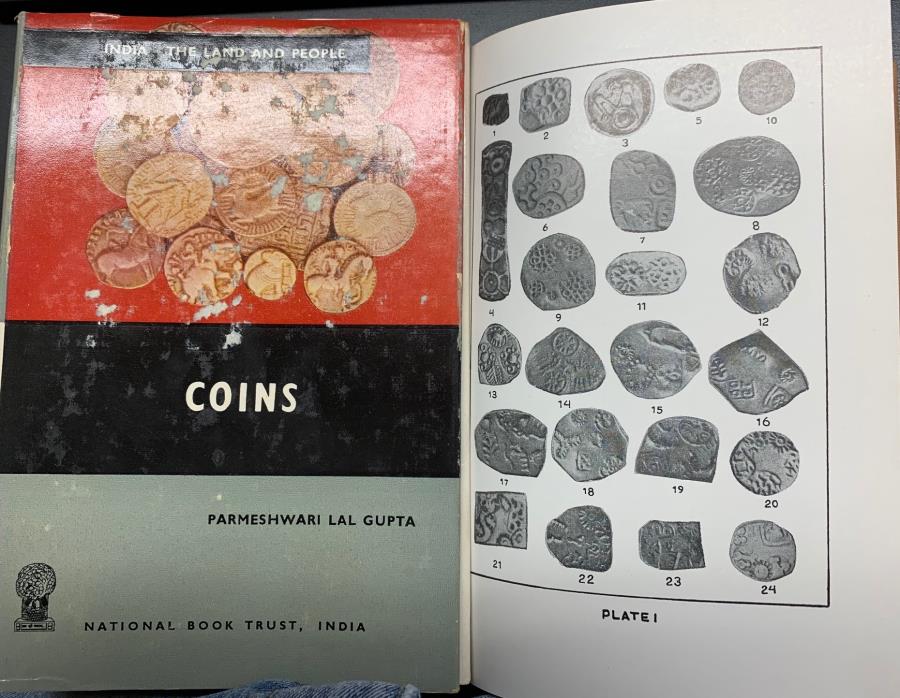 INDIA THE LAND AND PEOPLE
COINS
PARMESHWARI LAL GUPTA
NATIONAL BOOK TRUST, INDIA
1 2 3 5 10
4 6 7 8
9 11 12
13 14 15 16
17 18 19 20
21 22 23 24
PLATE I